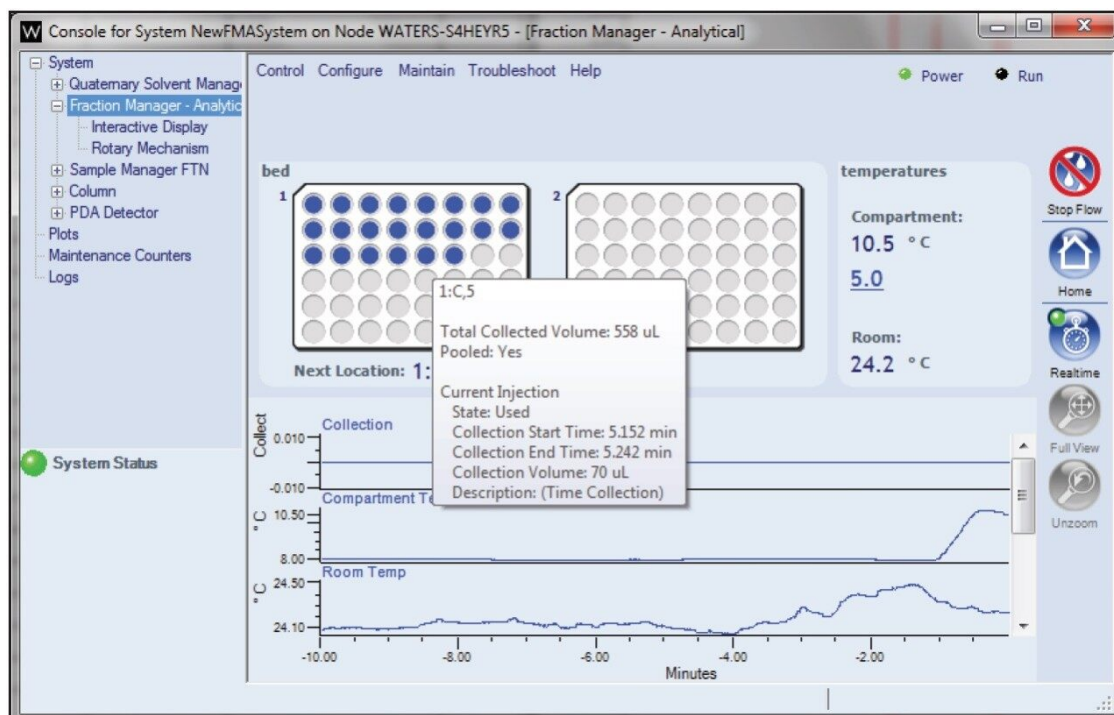 W Console for System NewFMASystem on Node WATERS-S4HEYR5 - [Fraction Manager - Analytical]
System
Quaternary Solvent Manag
Fraction Manager - Analytic
Interactive Display
Rotary Mechanism
Sample Manager FTN
Column
PDA Detector
Plots
Maintenance Counters
Logs
System Status
Control Configure Maintain Troubleshoot Help
Power Run
bed
1
2
Next Location: 1:
1:C,5
Total Collected Volume: 558 uL
Pooled: Yes
Current Injection
State: Used
Collection Start Time: 5.152 min
Collection End Time: 5.242 min
Collection Volume: 70 uL
Description: (Time Collection)
temperatures
Compartment:
10.5 °C
5.0
Room:
24.2 °C
Stop Flow
Home
Realtime
Full View
Unzoom
Collection
Collect
0.010
-0.010
Compartment Te
°C
10.50
8.00
Room Temp
°C
24.50
24.10
-10.00 -8.00 -6.00 -4.00 -2.00
Minutes